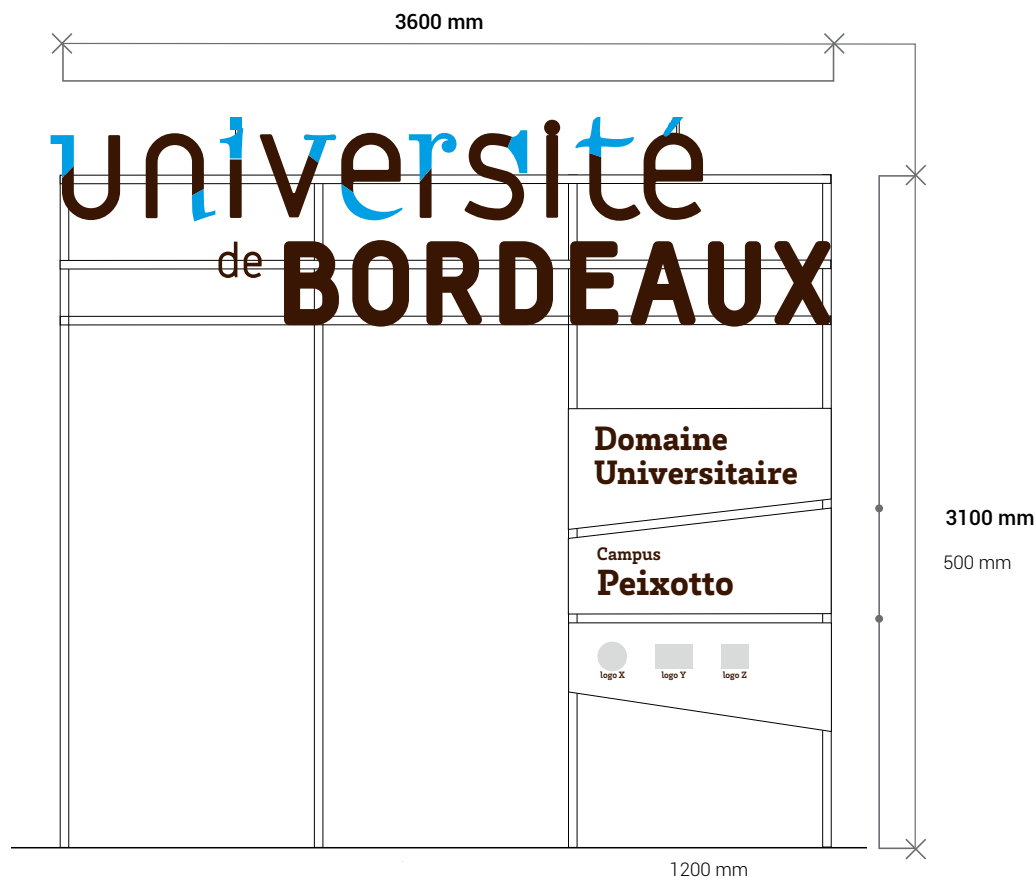 3600 mm
université
de BORDEAUX
Domaine
Universitaire
Campus
Peixotto
logo X
logo Y
logo Z
3100 mm
500 mm
1200 mm